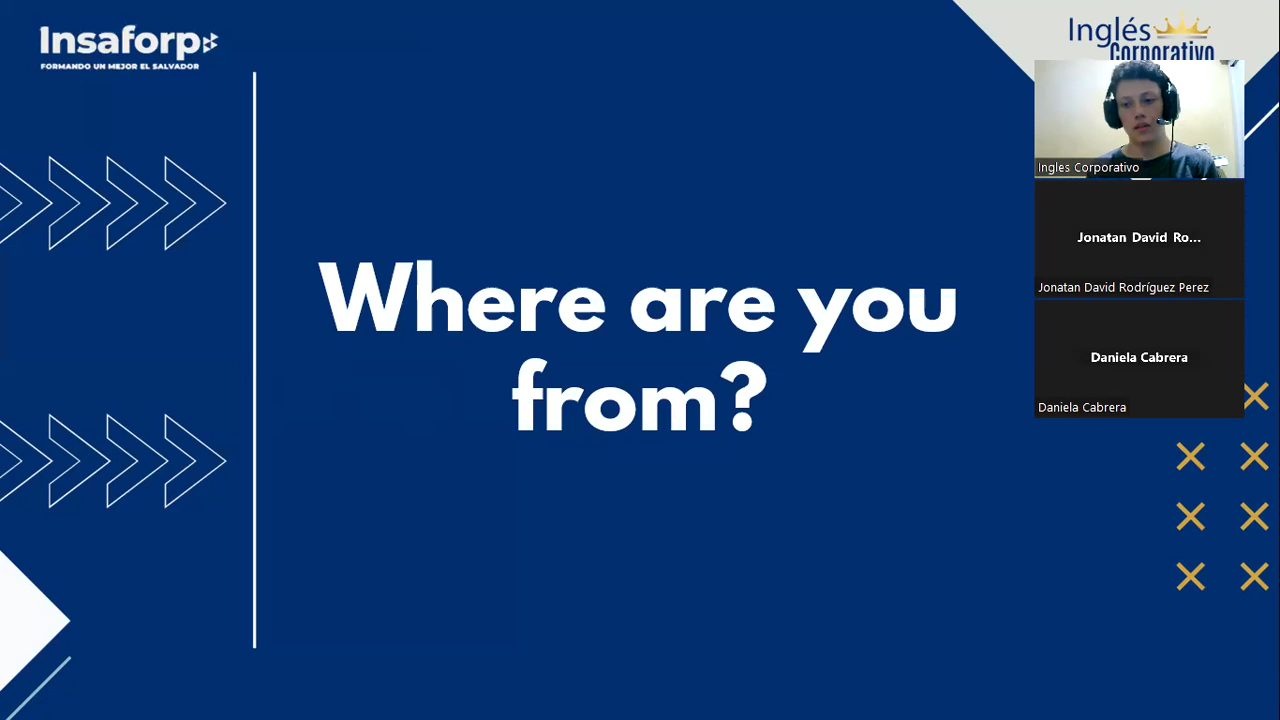 Insaforp
FORMANDO UN MEJOR EL SALVADOR
Inglés
Corporativo
Where are you
from?
Ingles Corporativo
Jonatan David Ro...
Jonatan David Rodríguez Perez
Daniela Cabrera
Daniela Cabrera